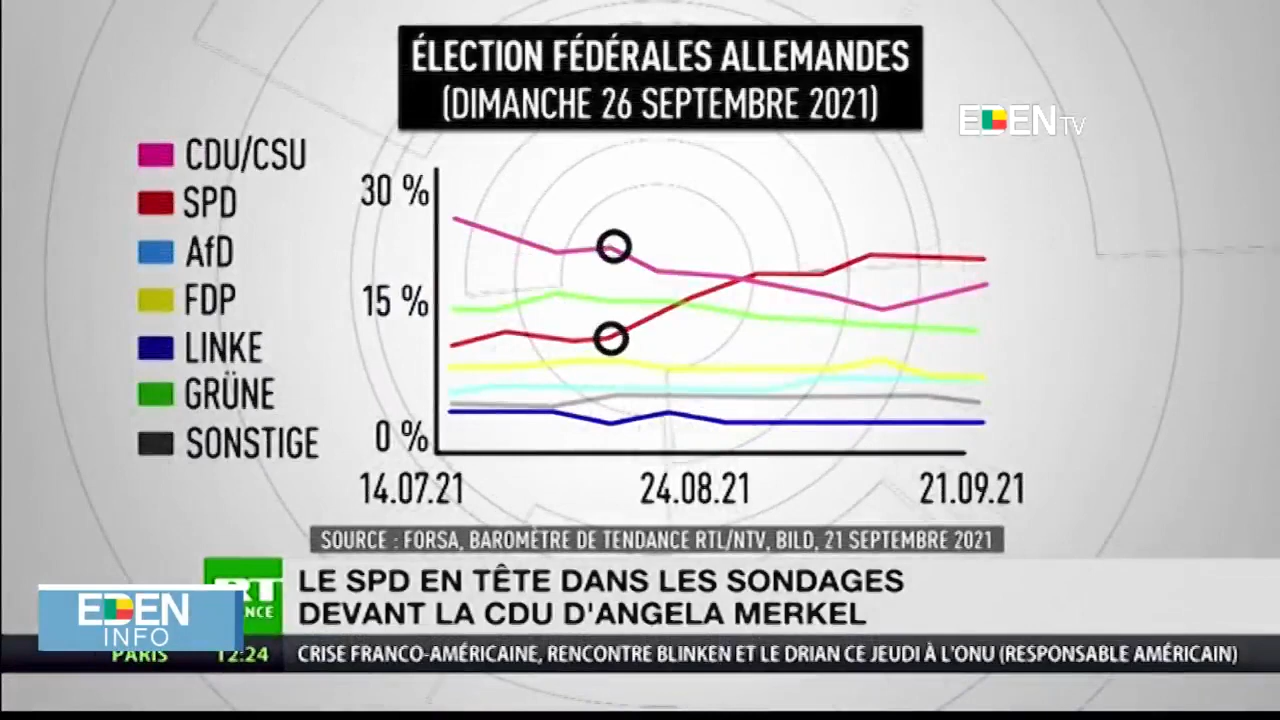 ÉLECTION FÉDÉRALES ALLEMANDES
(DIMANCHE 26 SEPTEMBRE 2021)
EDEN TV
CDU/CSU
SPD
AfD
FDP
LINKE
GRÜNE
SONSTIGE
30 %
15 %
0 %
14.07.21
24.08.21
21.09.21
SOURCE : FORSA, BAROMÈTRE DE TENDANCE RTL/NTV, BILD, 21 SEPTEMBRE 2021
LE SPD EN TÊTE DANS LES SONDAGES
DEVANT LA CDU D'ANGELA MERKEL
EDEN
INFO
PARIS 12:24 CRISE FRANCO-AMÉRICAINE, RENCONTRE BLINKEN ET LE DRIAN CE JEUDI À L'ONU (RESPONSABLE AMÉRICAIN)